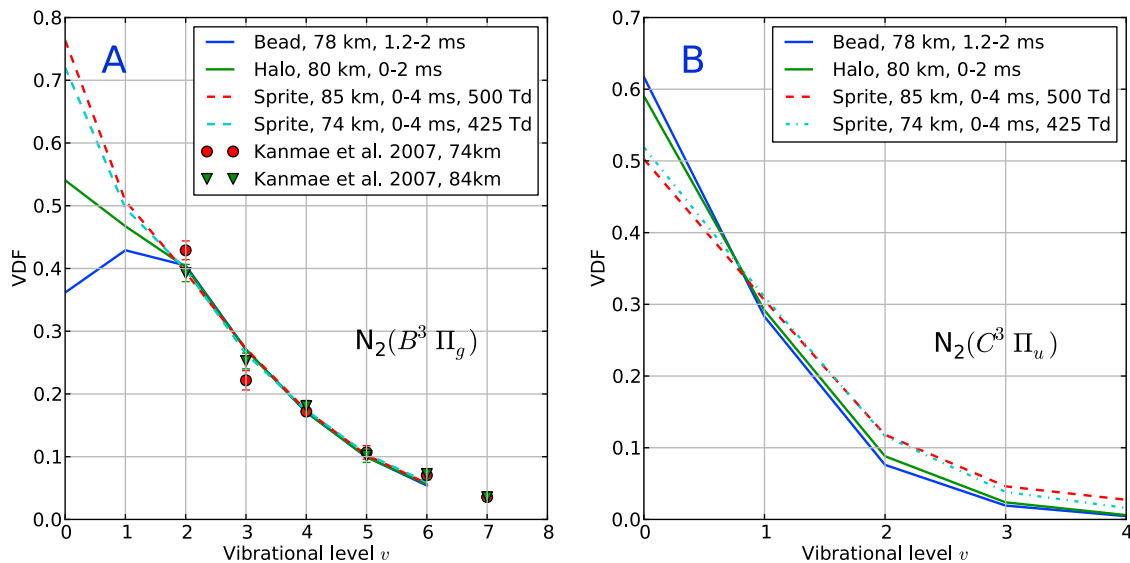 A
Bead, 78 km, 1.2-2 ms
Halo, 80 km, 0-2 ms
Sprite, 85 km, 0-4 ms, 500 Td
Sprite, 74 km, 0-4 ms, 425 Td
Kanmae et al. 2007, 74km
Kanmae et al. 2007, 84km
N₂(B³ Π_g)
VDF
0.8
0.7
0.6
0.5
0.4
0.3
0.2
0.1
0.0
0 1 2 3 4 5 6 7 8
Vibrational level v
B
Bead, 78 km, 1.2-2 ms
Halo, 80 km, 0-2 ms
Sprite, 85 km, 0-4 ms, 500 Td
Sprite, 74 km, 0-4 ms, 425 Td
N₂(C³ Π_u)
VDF
0.7
0.6
0.5
0.4
0.3
0.2
0.1
0.0
0 1 2 3 4
Vibrational level v